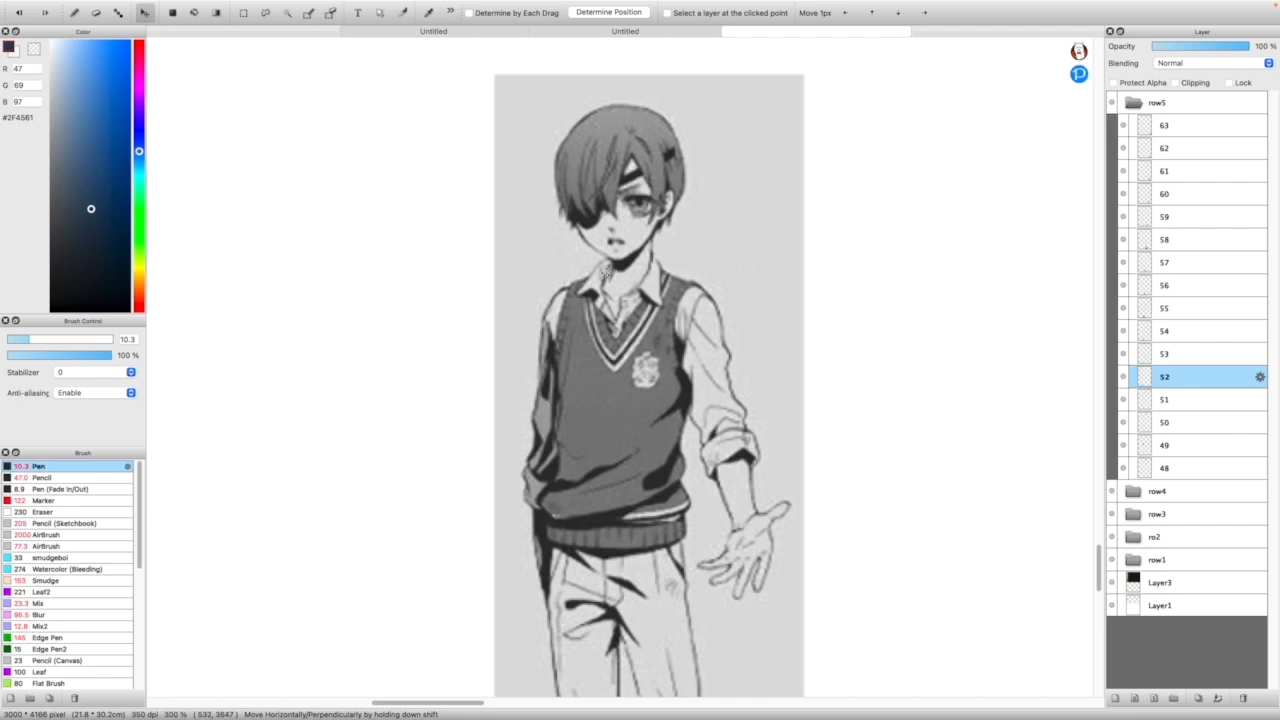 Determine by Each Drag Determine Position Select a layer at the clicked point Move 1px ← ↑ ↓ →
Color
Untitled
Untitled
Layer
R 47
G 69
B 97
#2F4561
Opacity 100 %
Blending Normal
Protect Alpha Clipping Lock
row5
63
62
61
60
59
58
57
56
55
54
53
52
51
50
49
48
row4
row3
ro2
row1
Layer3
Layer1
Brush Control
10.3
100 %
Stabilizer 0
Anti-aliasing Enable
Brush
10.3 Pen
47.0 Pencil
8.9 Pen (Fade In/Out)
122 Marker
230 Eraser
205 Pencil (Sketchbook)
2000 AirBrush
77.3 AirBrush
33 smudgeboi
274 Watercolor (Bleeding)
153 Smudge
221 Leaf2
23.3 Mix
95.5 Blur
12.8 Mix2
145 Edge Pen
15 Edge Pen2
23 Pencil (Canvas)
100 Leaf
80 Flat Brush
3000 * 4166 pixel (21.8 * 30.2cm) 350 dpi 300 % ( 532, 3647 ) Move Horizontally/Perpendicularly by holding down shift